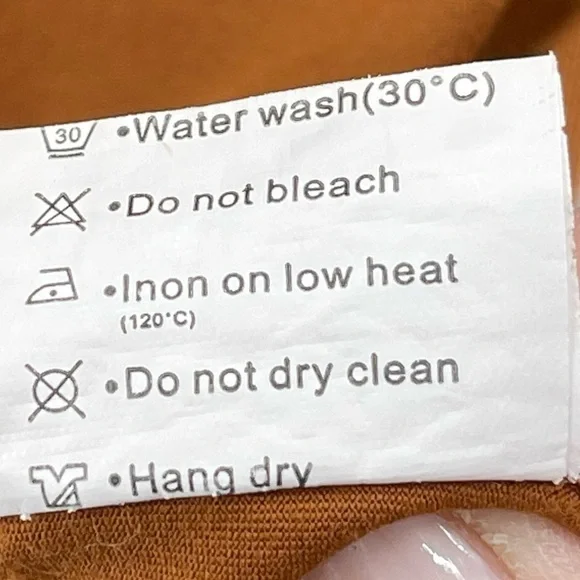 30 •Water wash(30°C)
•Do not bleach
•Inon on low heat
(120°C)
•Do not dry clean
•Hang dry